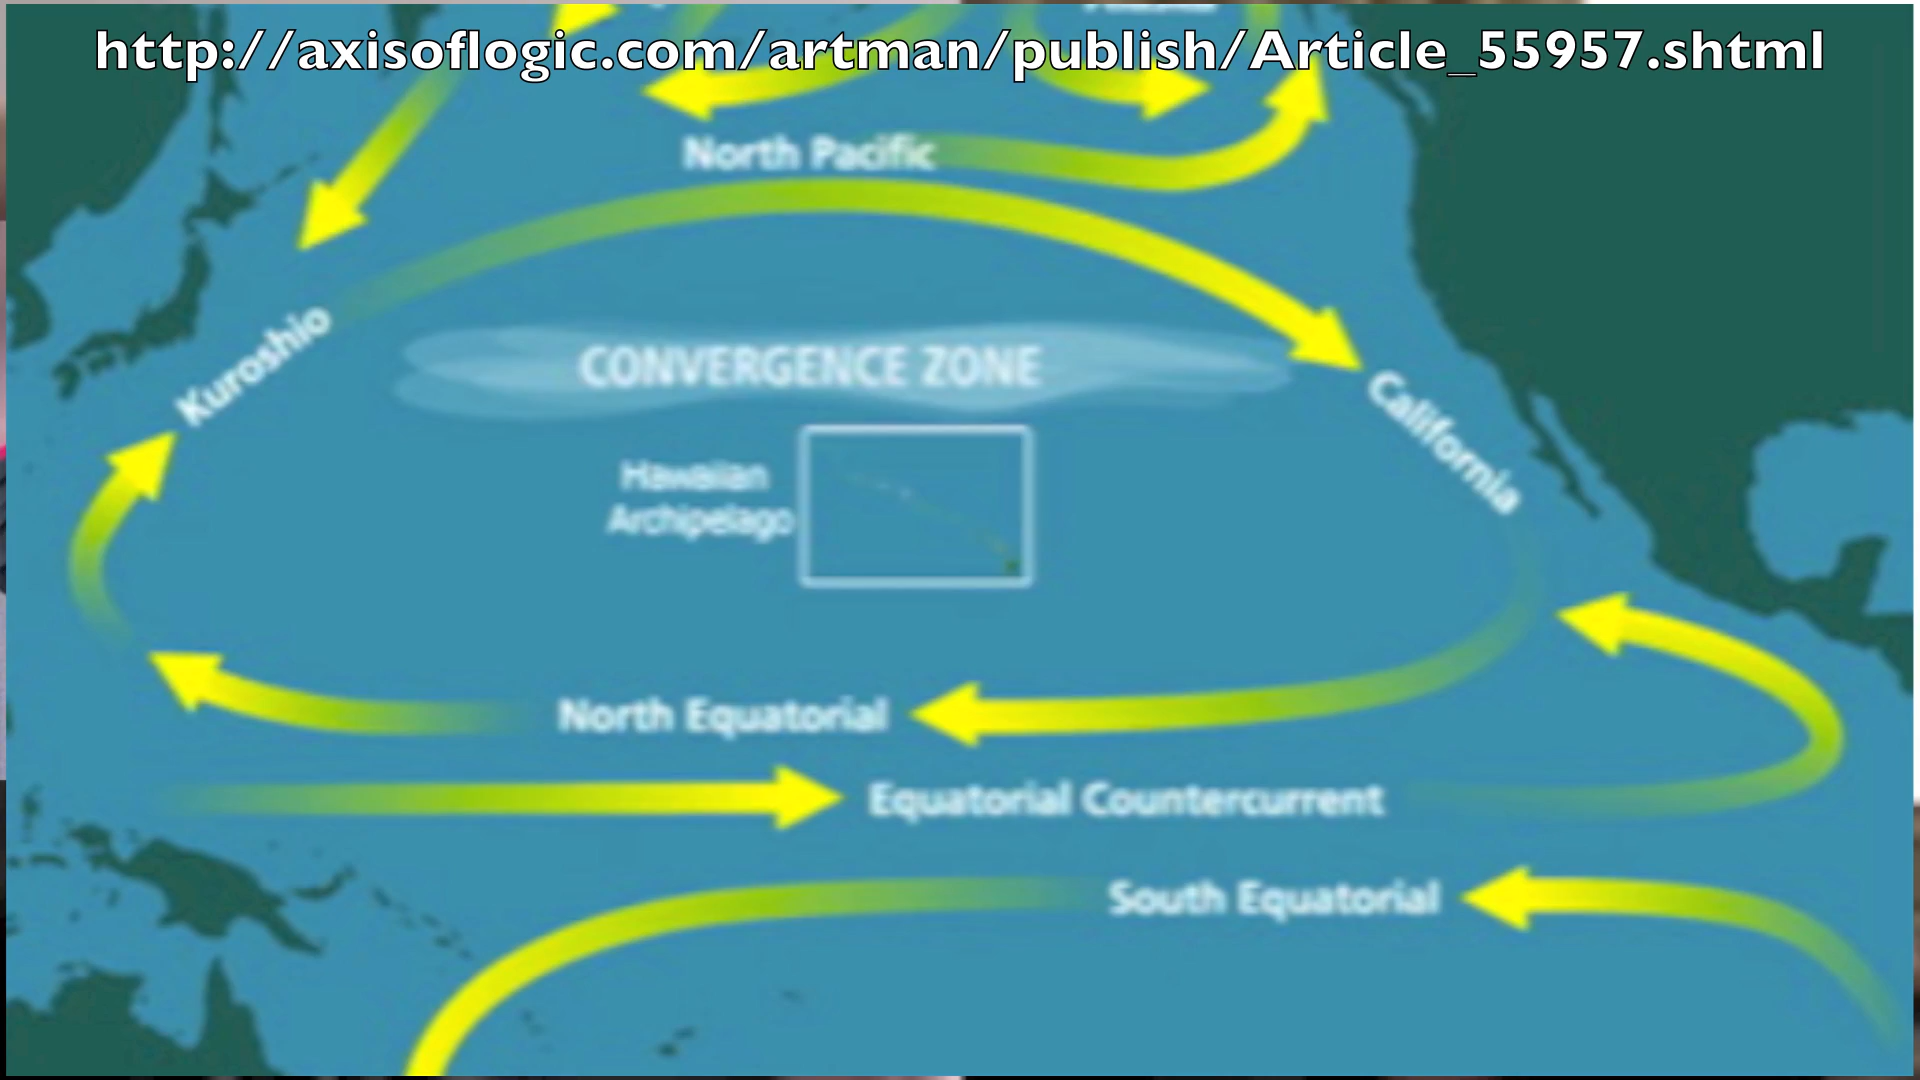 http://axisoflogic.com/artman/publish/Article_55957.shtml
North Pacific
Kuroshio
CONVERGENCE ZONE
California
Hawaiian
Archipelago
North Equatorial
Equatorial Countercurrent
South Equatorial